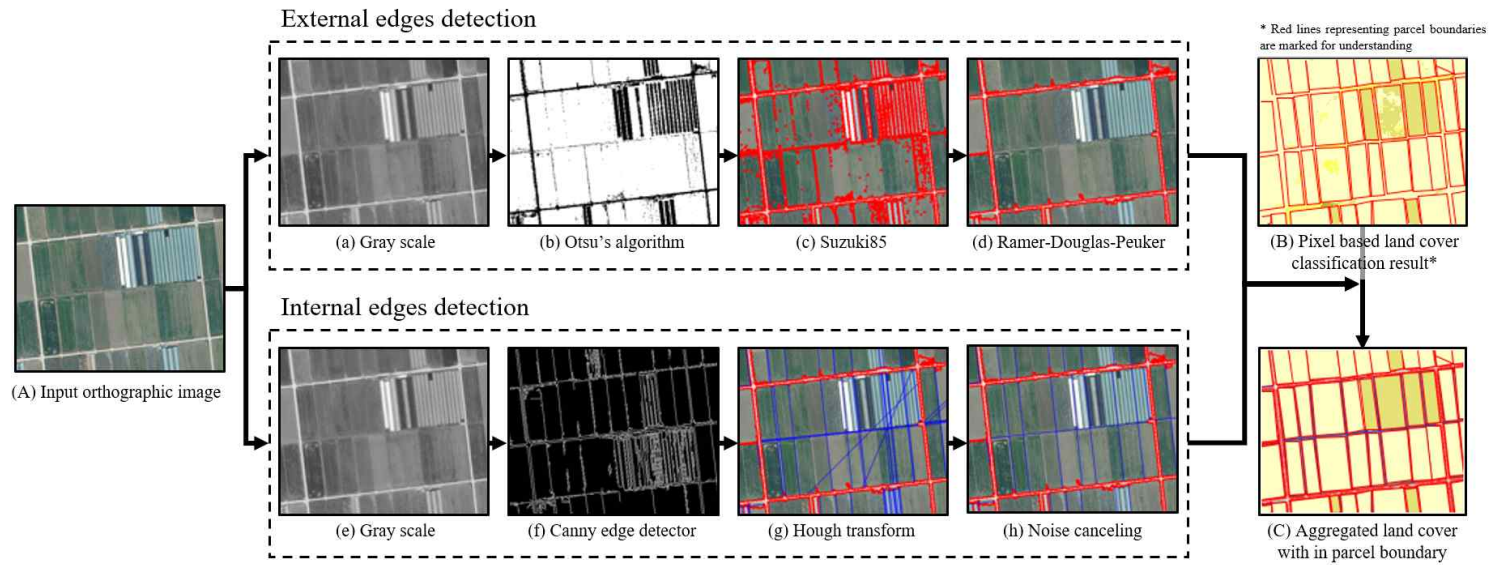 External edges detection
* Red lines representing parcel boundaries
are marked for understanding
(a) Gray scale
(b) Otsu's algorithm
(c) Suzuki85
(d) Ramer-Douglas-Peuker
(B) Pixel based land cover
classification result*
(A) Input orthographic image
Internal edges detection
(e) Gray scale
(f) Canny edge detector
(g) Hough transform
(h) Noise canceling
(C) Aggregated land cover
with in parcel boundary